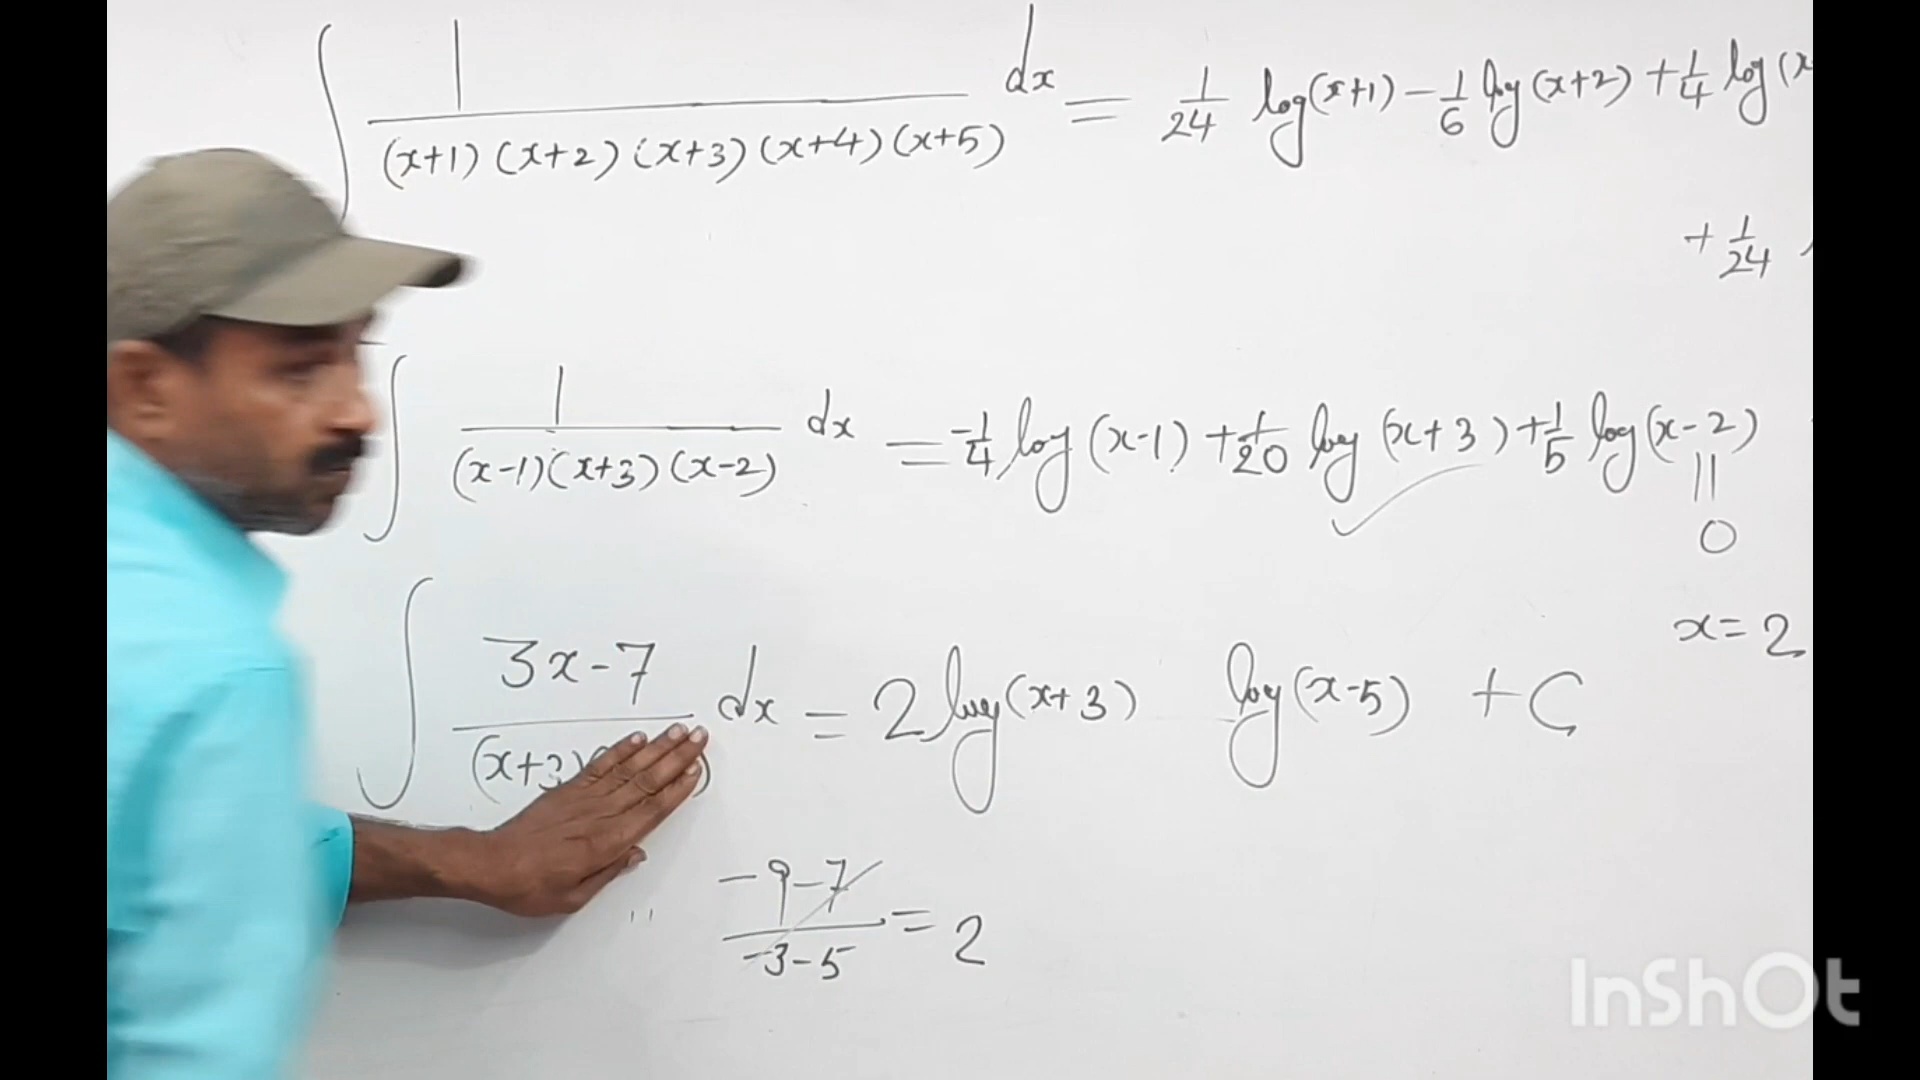 ∫ 1/((x+1)(x+2)(x+3)(x+4)(x+5)) dx = 1/24 log(x+1) - 1/6 log(x+2) + 1/4 log(x
+ 1/24
∫ 1/((x-1)(x+3)(x-2)) dx = -1/4 log(x-1) + 1/20 log(x+3) + 1/5 log(x-2)
||
0
x=2
∫ (3x-7)/((x+3)( ) dx = 2 log(x+3) log(x-5) + C
(-9-7)/(-3-5) = 2
InShOt